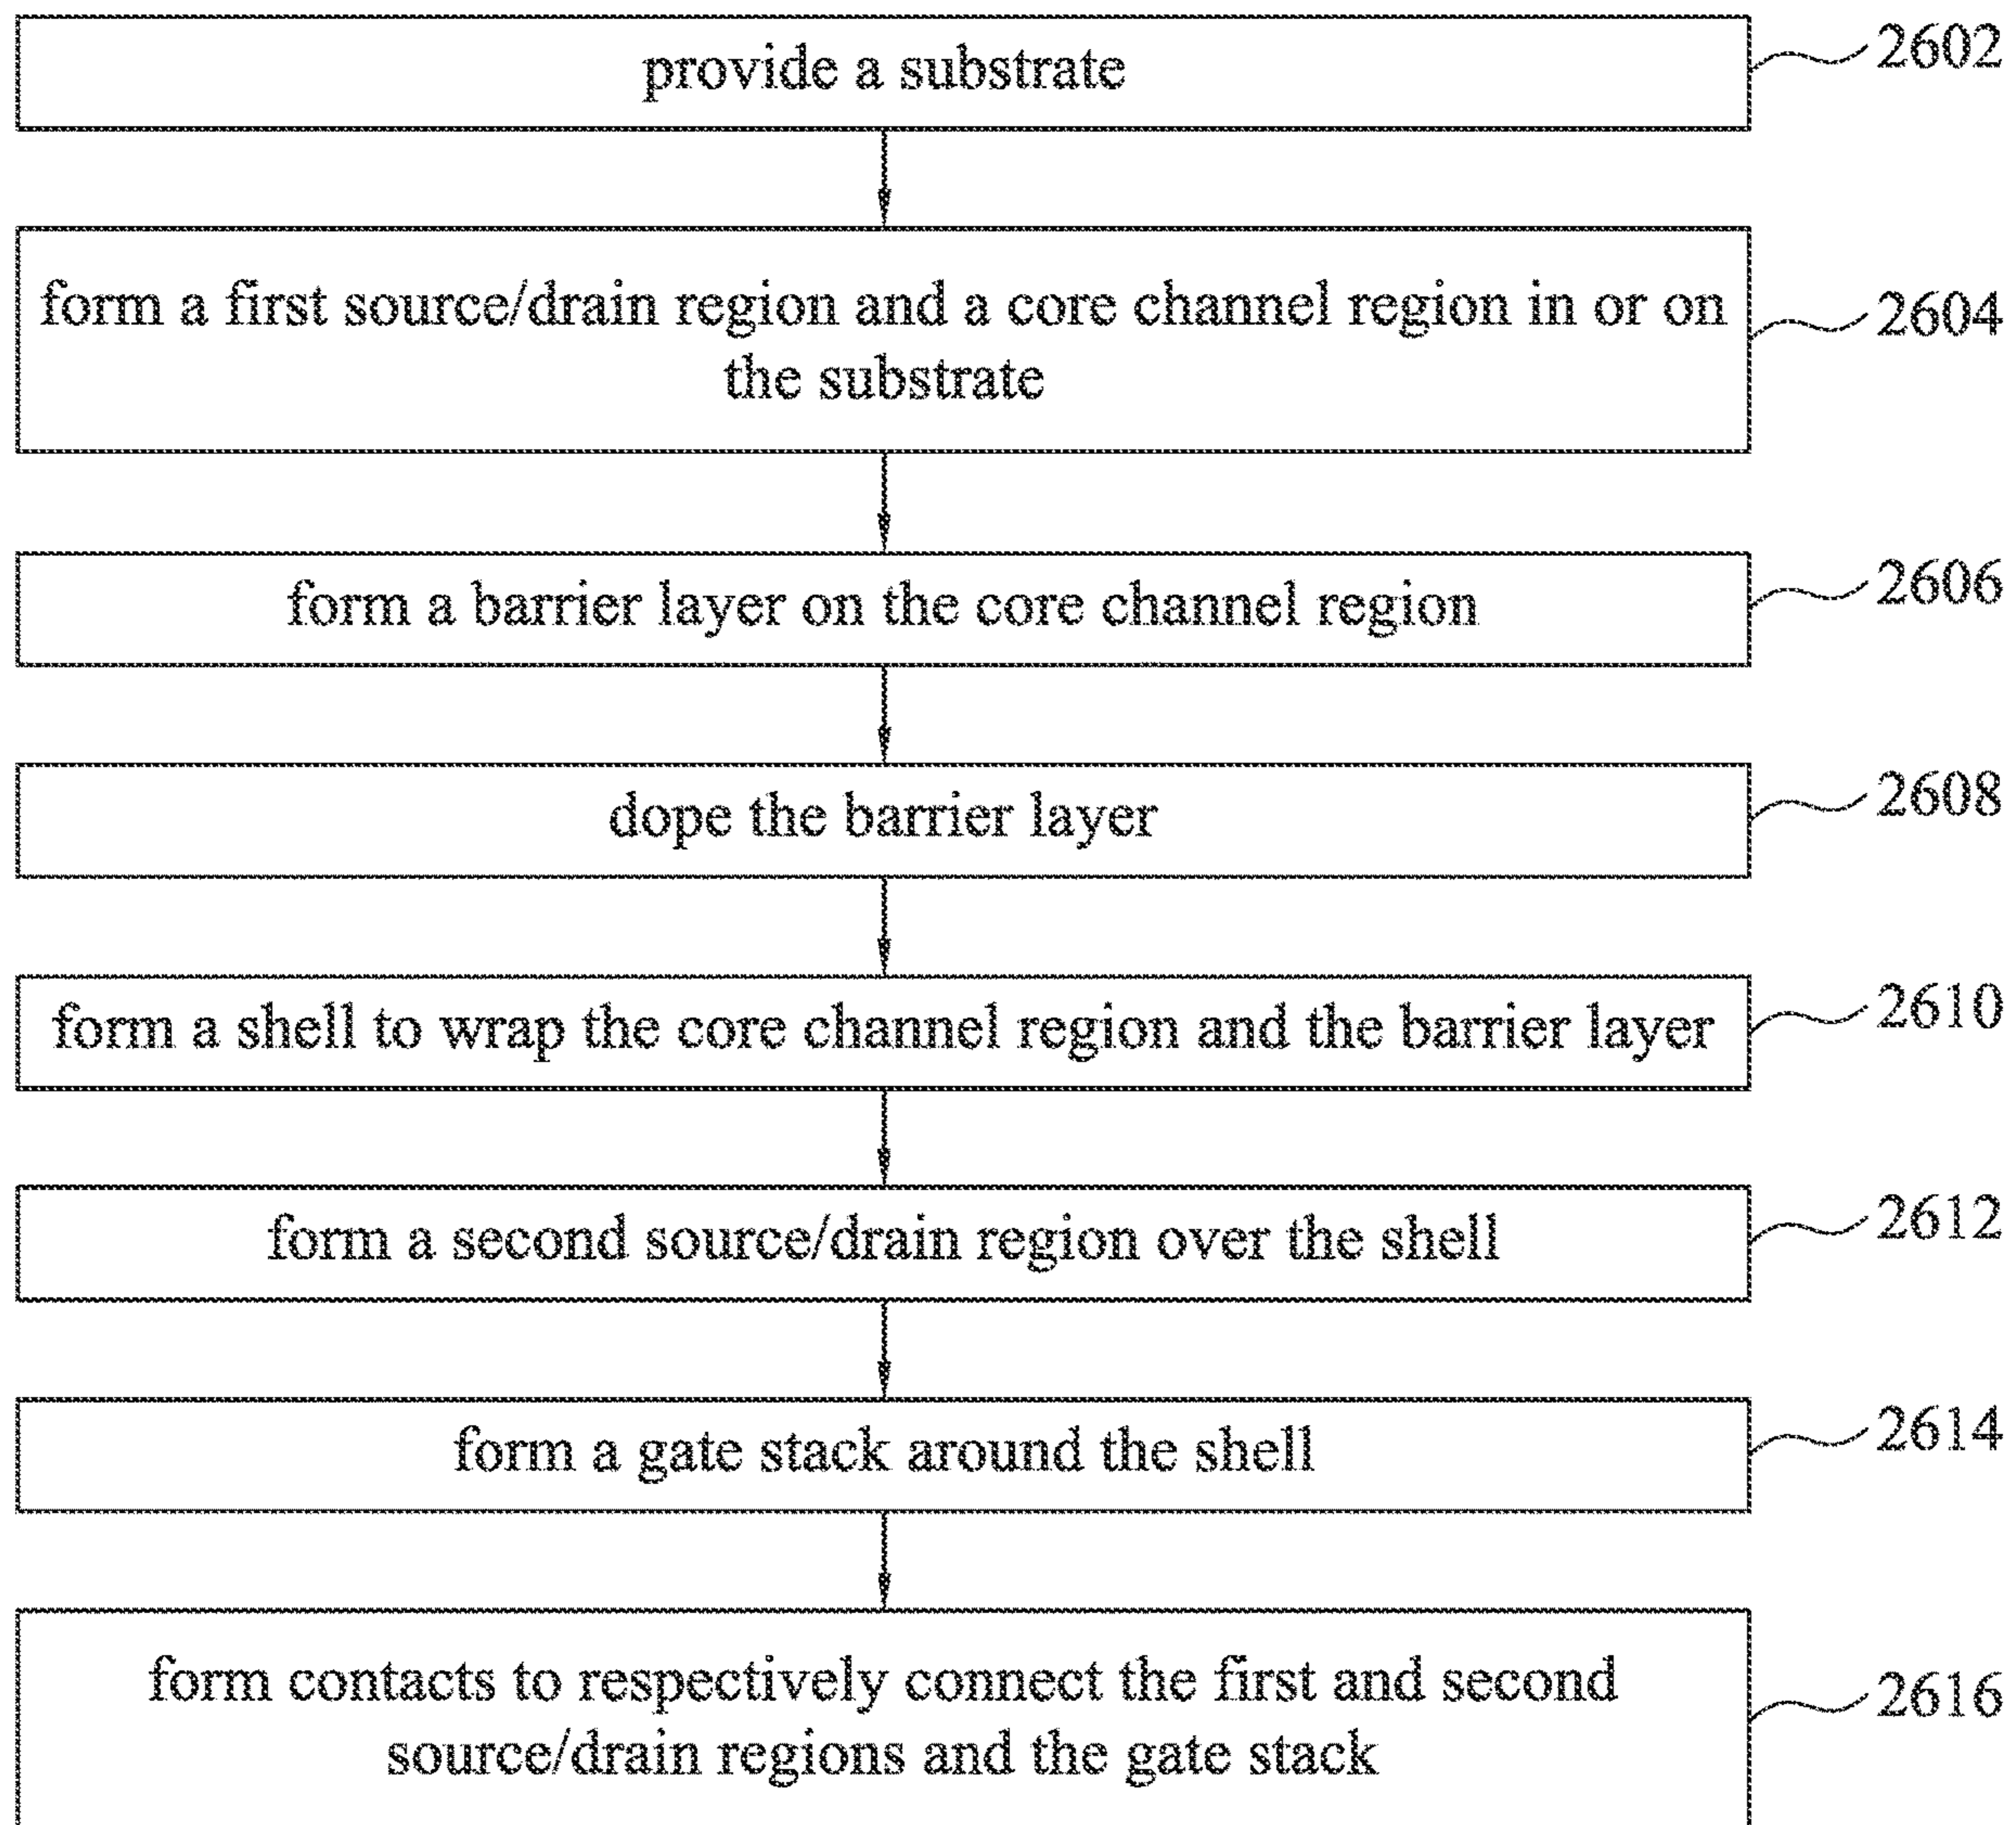 provide a substrate
2602
form a first source/drain region and a core channel region in or on
the substrate
2604
form a barrier layer on the core channel region
2606
dope the barrier layer
2608
form a shell to wrap the core channel region and the barrier layer
2610
form a second source/drain region over the shell
2612
form a gate stack around the shell
2614
form contacts to respectively connect the first and second
source/drain regions and the gate stack
2616